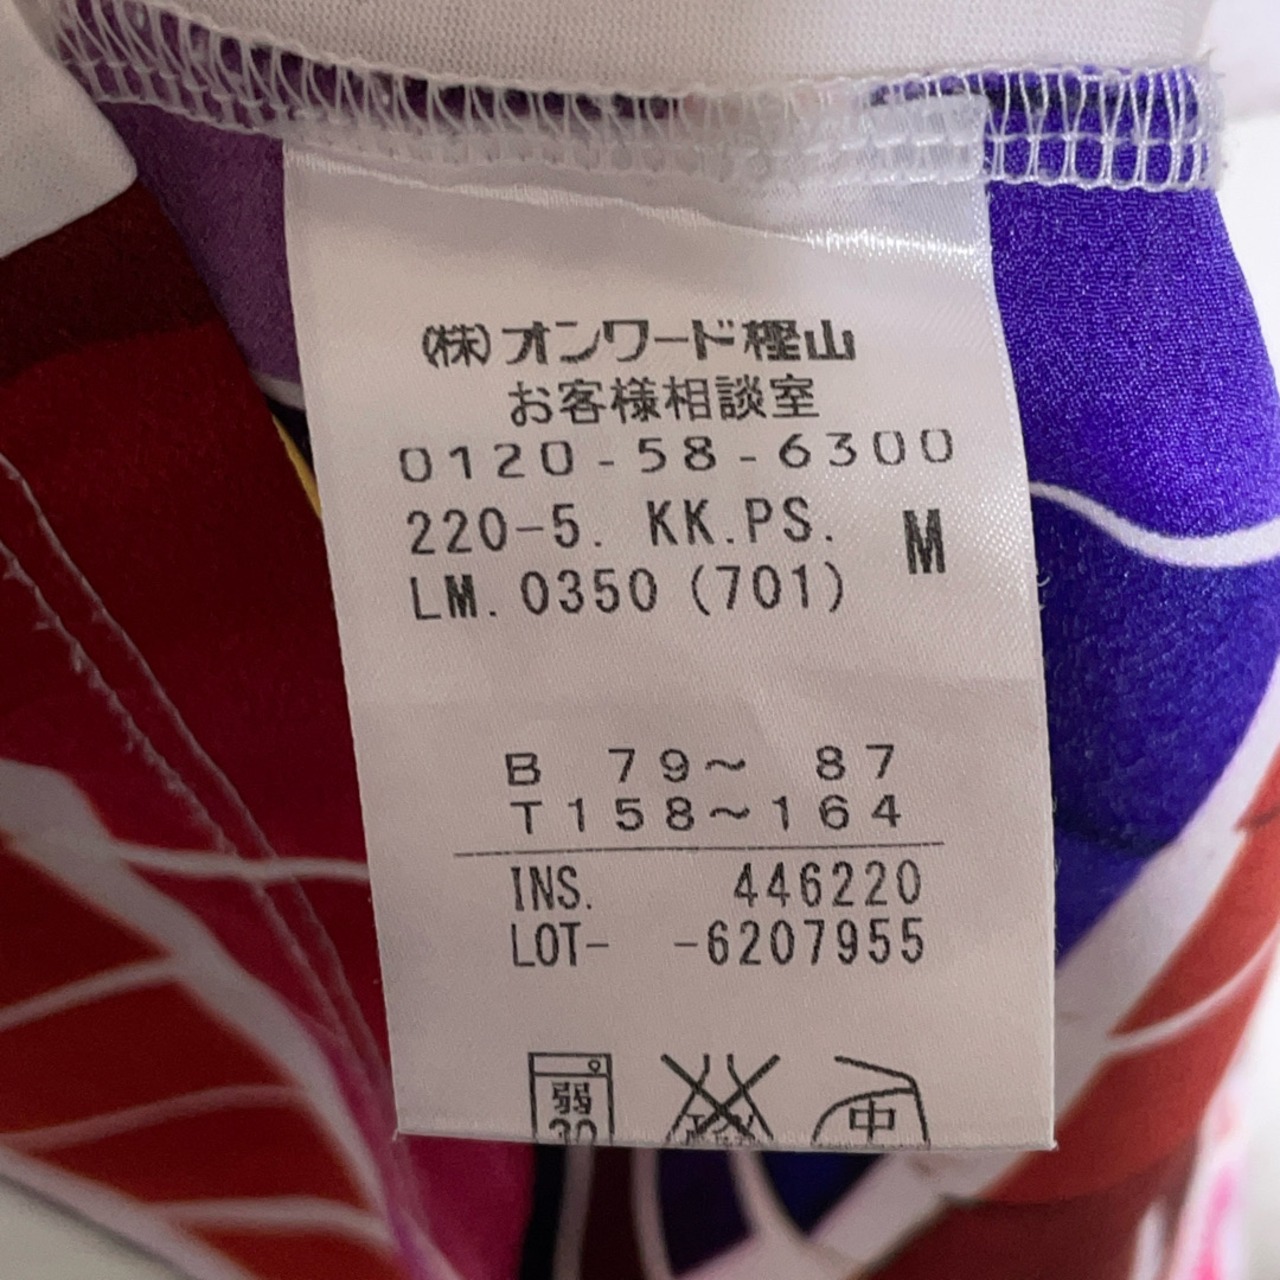 (株)オンワード樫山
お客様相談室
0120-58-6300
220-5. KK.PS. M
LM. 0350 (701)
B 79～ 87
T158～164
INS. 446220
LOT- -6207955
弱
30
中